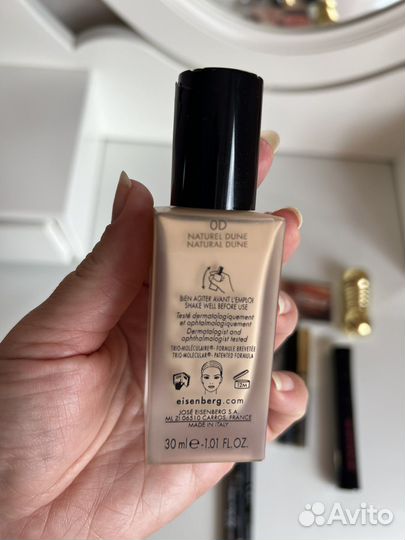 0D
NATUREL DUNE
NATURAL DUNE
BIEN AGITER AVANT L'EMPLOI
SHAKE WELL BEFORE USE
Testé dermatologiquement
et ophtalmologiquement
Dermatologist and
ophthalmologist tested
TRIO-MOLÉCULAIRE® - FORMULE BREVETÉE
TRIO-MOLECULAR® - PATENTED FORMULA
12M
eisenberg.com
JOSÉ EISENBERG S.A.
ML 21 06510 CARROS, FRANCE
MADE IN ITALY
30 ml e -1.01 FL.OZ.
Avito